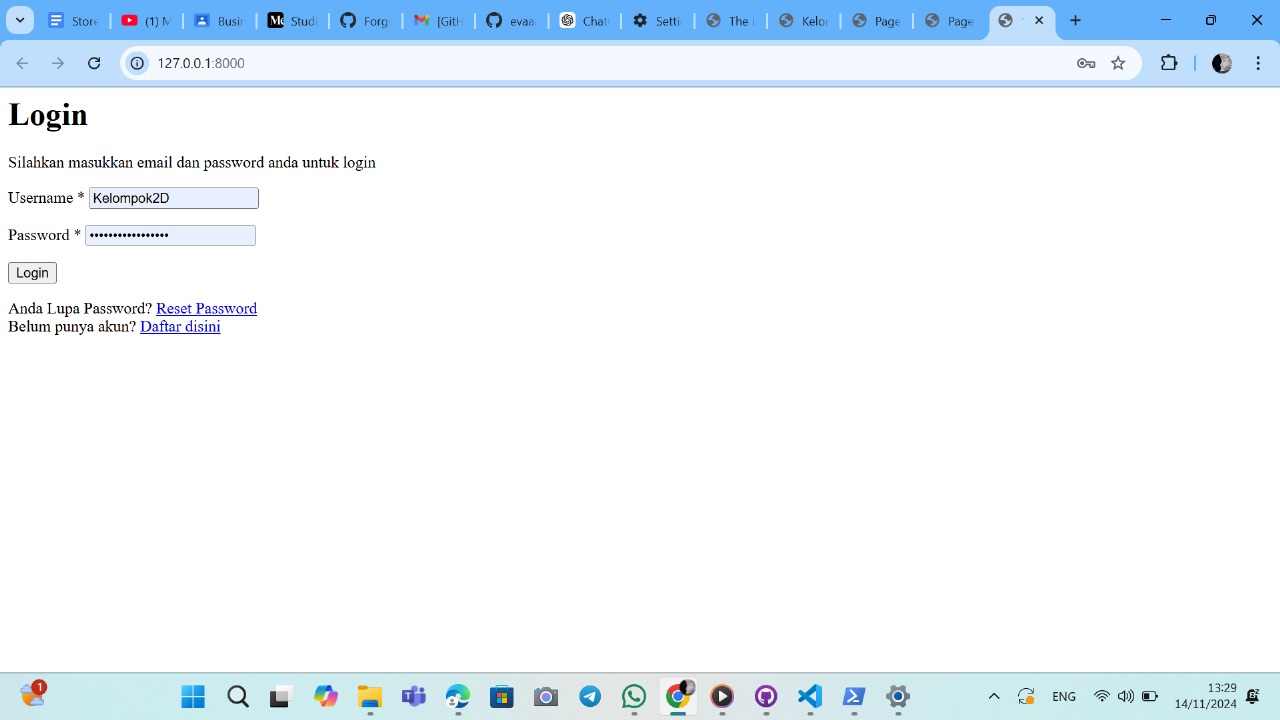 Store
(1) M
Busin
Studi
Forg
[GitH
evaa
Chat
Settin
The i
Kelor
Page
Page
127.0.0.1:8000
Login
Silahkan masukkan email dan password anda untuk login
Username * Kelompok2D
Password * •••••••••••••••••
Login
Anda Lupa Password? Reset Password
Belum punya akun? Daftar disini
1
ENG
13:29
14/11/2024